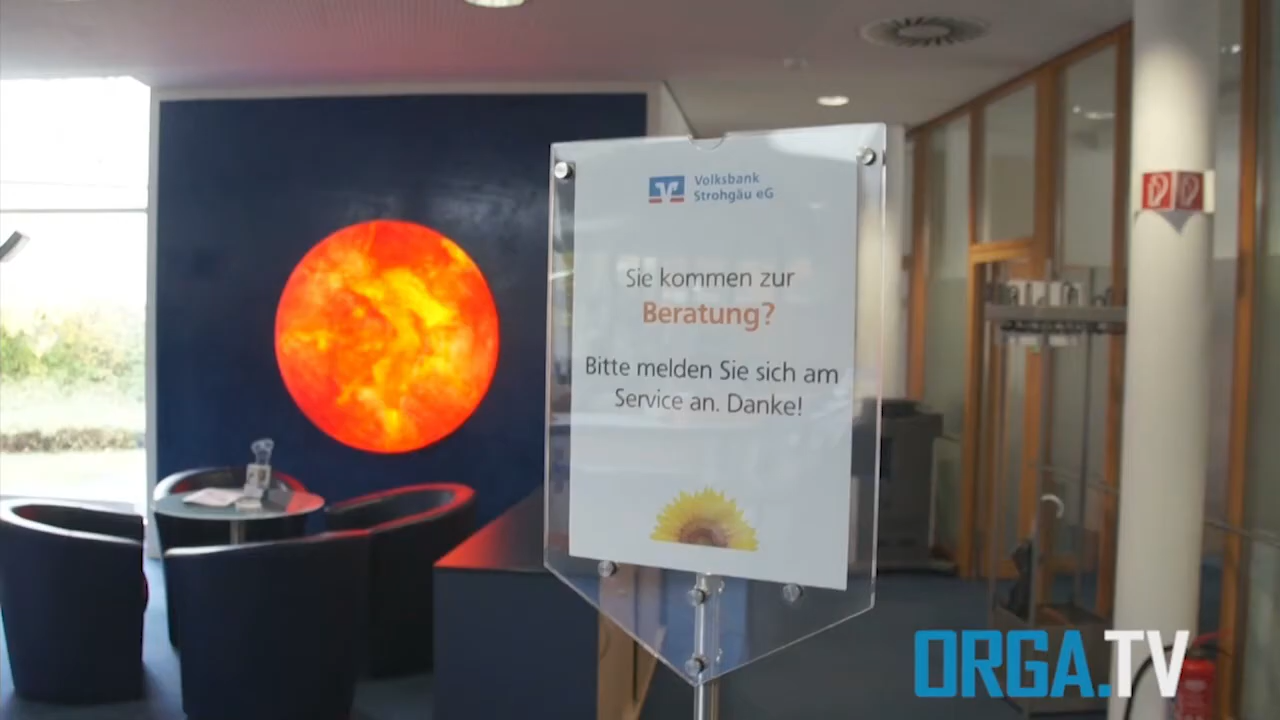 Volksbank
Strohgäu eG
Sie kommen zur
Beratung?
Bitte melden Sie sich am
Service an. Danke!
ORGA.TV